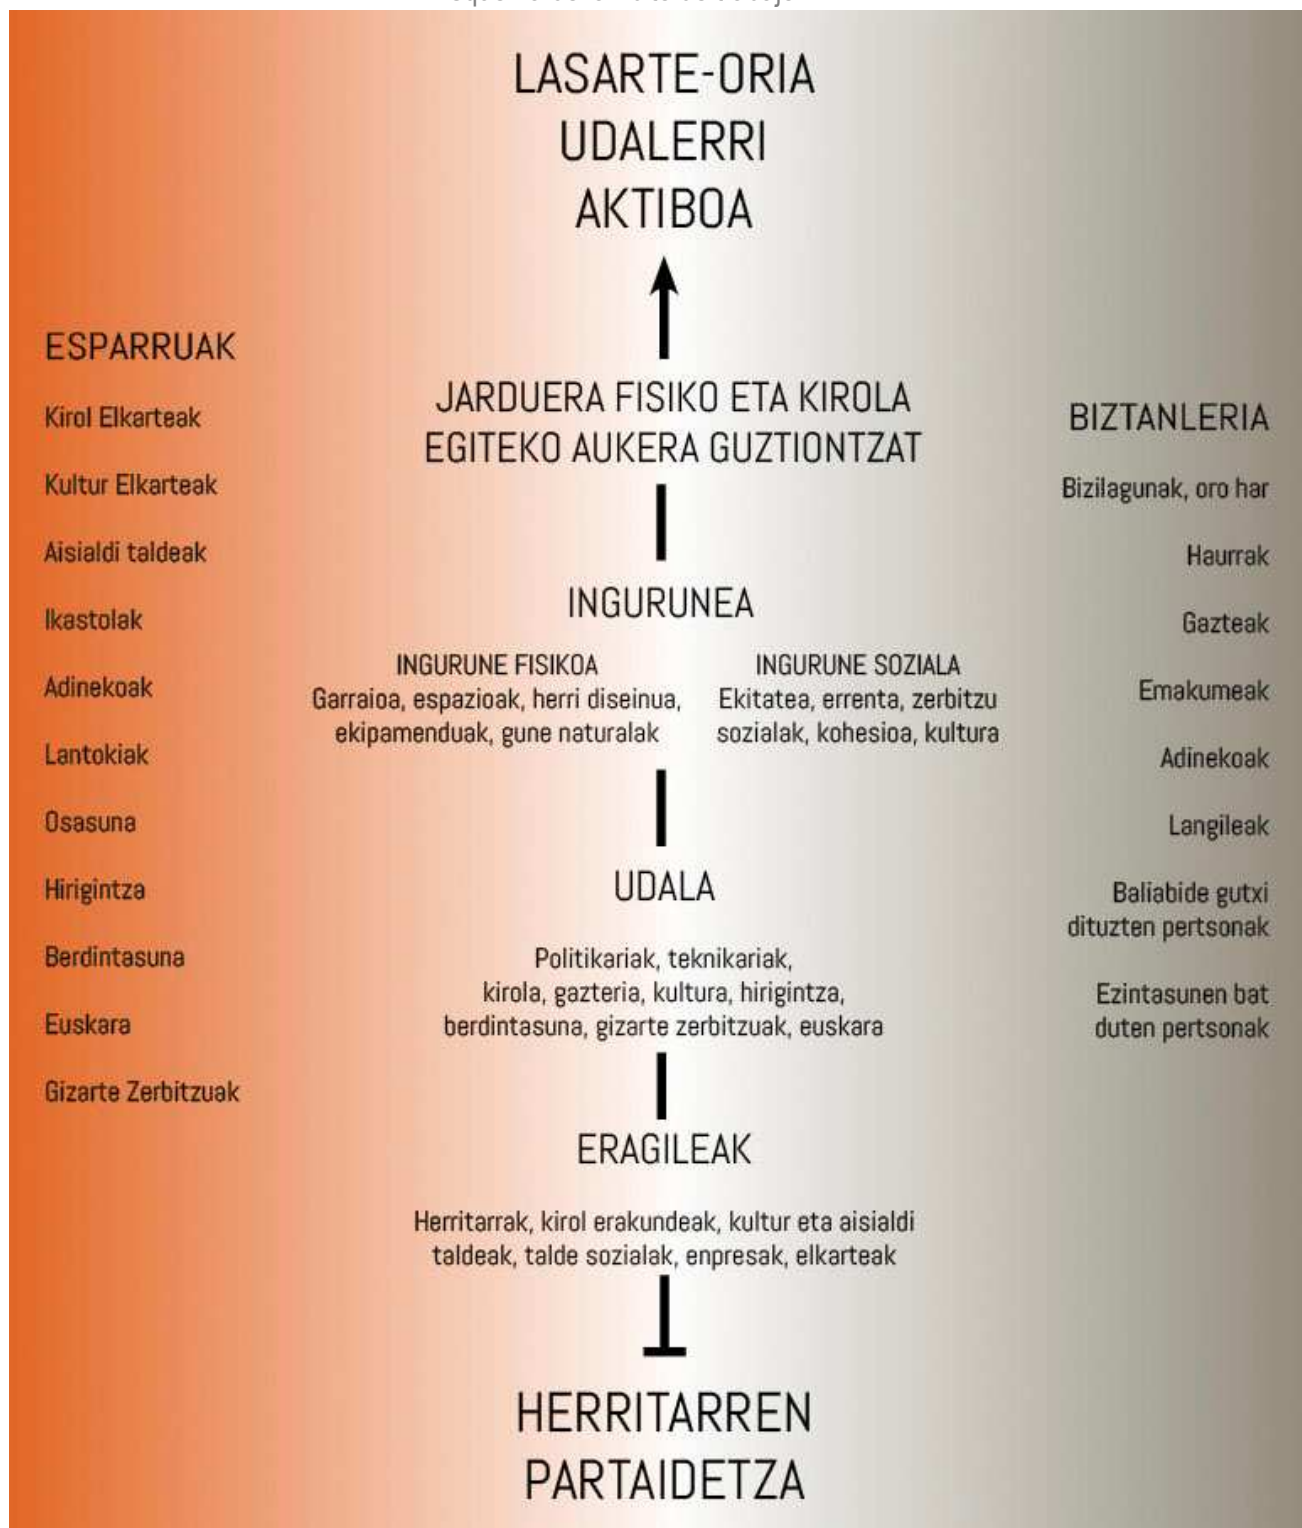 LASARTE-ORIA
UDALERRI
AKTIBOA
ESPARRUAK
Kirol Elkarteak
Kultur Elkarteak
Aisialdi taldeak
Ikastolak
Adinekoak
Lantokiak
Osasuna
Hirigintza
Berdintasuna
Euskara
Gizarte Zerbitzuak
JARDUERA FISIKO ETA KIROLA
EGITEKO AUKERA GUZTIONTZAT
INGURUNEA
INGURUNE FISIKOA
Garraioa, espazioak, herri diseinua,
ekipamenduak, gune naturalak
INGURUNE SOZIALA
Ekitatea, errenta, zerbitzu
sozialak, kohesioa, kultura
UDALA
Politikariak, teknikariak,
kirola, gazteria, kultura, hirigintza,
berdintasuna, gizarte zerbitzuak, euskara
ERAGILEAK
Herritarrak, kirol erakundeak, kultur eta aisialdi
taldeak, talde sozialak, enpresak, elkarteak
HERRITARREN
PARTAIDETZA
BIZTANLERIA
Bizilagunak, oro har
Haurrak
Gazteak
Emakumeak
Adinekoak
Langileak
Baliabide gutxi
dituzten pertsonak
Ezintasunen bat
duten pertsonak